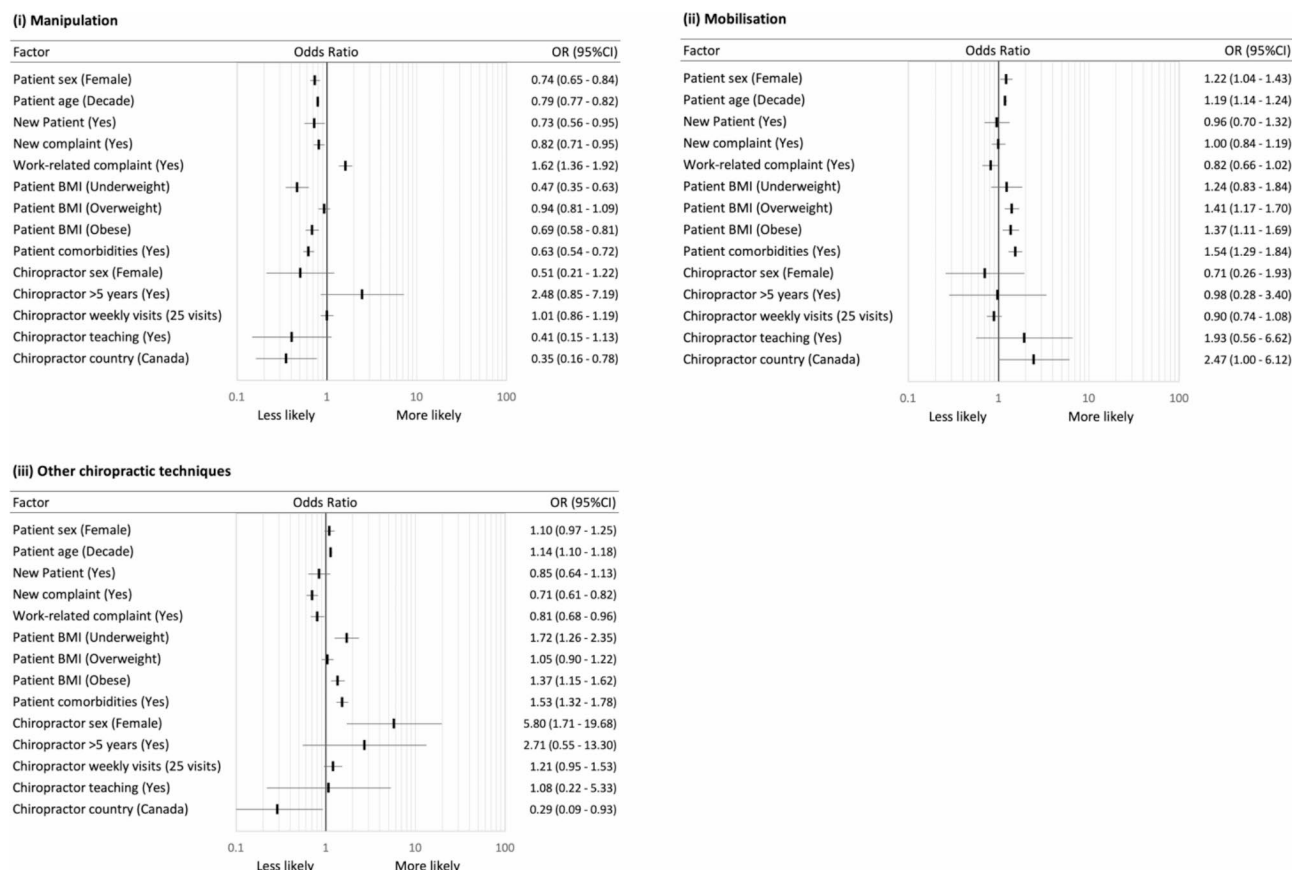 (i) Manipulation
Factor Odds Ratio OR (95%CI)
Patient sex (Female) 0.74 (0.65 - 0.84)
Patient age (Decade) 0.79 (0.77 - 0.82)
New Patient (Yes) 0.73 (0.56 - 0.95)
New complaint (Yes) 0.82 (0.71 - 0.95)
Work-related complaint (Yes) 1.62 (1.36 - 1.92)
Patient BMI (Underweight) 0.47 (0.35 - 0.63)
Patient BMI (Overweight) 0.94 (0.81 - 1.09)
Patient BMI (Obese) 0.69 (0.58 - 0.81)
Patient comorbidities (Yes) 0.63 (0.54 - 0.72)
Chiropractor sex (Female) 0.51 (0.21 - 1.22)
Chiropractor >5 years (Yes) 2.48 (0.85 - 7.19)
Chiropractor weekly visits (25 visits) 1.01 (0.86 - 1.19)
Chiropractor teaching (Yes) 0.41 (0.15 - 1.13)
Chiropractor country (Canada) 0.35 (0.16 - 0.78)
0.1 1 10 100
Less likely More likely
(ii) Mobilisation
Factor Odds Ratio OR (95%CI)
Patient sex (Female) 1.22 (1.04 - 1.43)
Patient age (Decade) 1.19 (1.14 - 1.24)
New Patient (Yes) 0.96 (0.70 - 1.32)
New complaint (Yes) 1.00 (0.84 - 1.19)
Work-related complaint (Yes) 0.82 (0.66 - 1.02)
Patient BMI (Underweight) 1.24 (0.83 - 1.84)
Patient BMI (Overweight) 1.41 (1.17 - 1.70)
Patient BMI (Obese) 1.37 (1.11 - 1.69)
Patient comorbidities (Yes) 1.54 (1.29 - 1.84)
Chiropractor sex (Female) 0.71 (0.26 - 1.93)
Chiropractor >5 years (Yes) 0.98 (0.28 - 3.40)
Chiropractor weekly visits (25 visits) 0.90 (0.74 - 1.08)
Chiropractor teaching (Yes) 1.93 (0.56 - 6.62)
Chiropractor country (Canada) 2.47 (1.00 - 6.12)
0.1 1 10 100
Less likely More likely
(iii) Other chiropractic techniques
Factor Odds Ratio OR (95%CI)
Patient sex (Female) 1.10 (0.97 - 1.25)
Patient age (Decade) 1.14 (1.10 - 1.18)
New Patient (Yes) 0.85 (0.64 - 1.13)
New complaint (Yes) 0.71 (0.61 - 0.82)
Work-related complaint (Yes) 0.81 (0.68 - 0.96)
Patient BMI (Underweight) 1.72 (1.26 - 2.35)
Patient BMI (Overweight) 1.05 (0.90 - 1.22)
Patient BMI (Obese) 1.37 (1.15 - 1.62)
Patient comorbidities (Yes) 1.53 (1.32 - 1.78)
Chiropractor sex (Female) 5.80 (1.71 - 19.68)
Chiropractor >5 years (Yes) 2.71 (0.55 - 13.30)
Chiropractor weekly visits (25 visits) 1.21 (0.95 - 1.53)
Chiropractor teaching (Yes) 1.08 (0.22 - 5.33)
Chiropractor country (Canada) 0.29 (0.09 - 0.93)
0.1 1 10 100
Less likely More likely